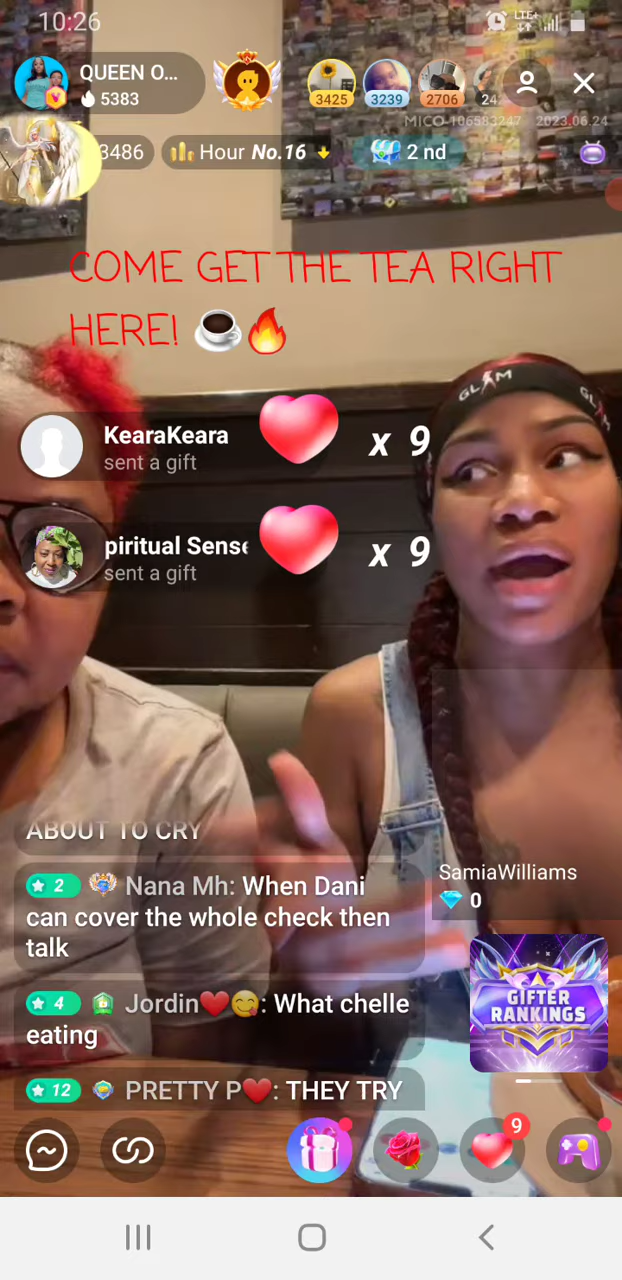 10:26
LTE+
QUEEN O...
5383
3425
3239
2706
24
MICO 106583247 2023.06.24
3486
Hour No.16
2 nd
COME GET THE TEA RIGHT
HERE! ☕🔥
GLAM
KearaKeara
sent a gift
x 9
piritual Sense
sent a gift
x 9
ABOUT TO CRY
SamiaWilliams
0
2 Nana Mh: When Dani
can cover the whole check then
talk
GIFTER
RANKINGS
4 Jordin❤️😋: What chelle
eating
12 PRETTY P❤️: THEY TRY
9